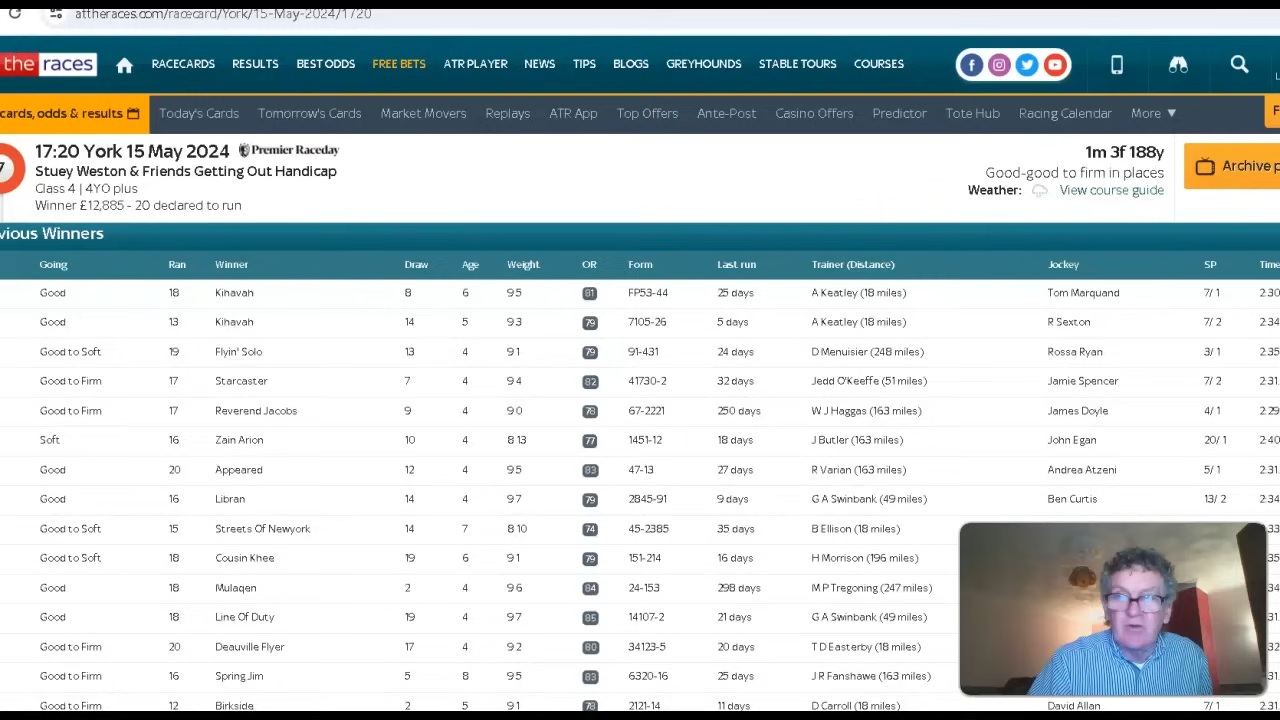 attheraces.com/racecard/York/15-May-2024/1720
the races RACECARDS RESULTS BEST ODDS FREE BETS ATR PLAYER NEWS TIPS BLOGS GREYHOUNDS STABLE TOURS COURSES
cards, odds & results Today's Cards Tomorrow's Cards Market Movers Replays ATR App Top Offers Ante-Post Casino Offers Predictor Tote Hub Racing Calendar More ▼ F
7 17:20 York 15 May 2024 Premier Raceday 1m 3f 188y
Stuey Weston & Friends Getting Out Handicap Good-good to firm in places Archive p
Class 4 | 4YO plus Weather: View course guide
Winner £12,885 - 20 declared to run
vious Winners
Going Ran Winner Draw Age Weight OR Form Last run Trainer (Distance) Jockey SP Time
Good 18 Kihavah 8 6 9 5 81 FP53-44 25 days A Keatley (18 miles) Tom Marquand 7/ 1 2.30
Good 13 Kihavah 14 5 9 3 79 7105-26 5 days A Keatley (18 miles) R Sexton 7/ 2 2.34
Good to Soft 19 Flyin' Solo 13 4 9 1 79 91-431 24 days D Menuisier (248 miles) Rossa Ryan 3/ 1 2.35
Good to Firm 17 Starcaster 7 4 9 4 82 41730-2 32 days Jedd O'Keeffe (51 miles) Jamie Spencer 7/ 2 2.31
Good to Firm 17 Reverend Jacobs 9 4 9 0 78 67-2221 250 days W J Haggas (163 miles) James Doyle 4/ 1 2.29
Soft 16 Zain Arion 10 4 8 13 77 1451-12 18 days J Butler (163 miles) John Egan 20/ 1 2.40
Good 20 Appeared 12 4 9 5 83 47-13 27 days R Varian (163 miles) Andrea Atzeni 5/ 1 2.31
Good 16 Libran 14 4 9 7 79 2845-91 9 days G A Swinbank (49 miles) Ben Curtis 13/ 2 2.34
Good to Soft 15 Streets Of Newyork 14 7 8 10 74 45-2385 35 days B Ellison (18 miles) .33
Good to Soft 18 Cousin Khee 19 6 9 1 79 151-214 16 days H Morrison (196 miles) .35
Good 18 Mulaqen 2 4 9 6 84 24-153 298 days M P Tregoning (247 miles) .34
Good 18 Line Of Duty 19 4 9 7 85 14107-2 21 days G A Swinbank (49 miles) .31
Good to Firm 20 Deauville Flyer 17 4 9 2 80 34123-5 20 days T D Easterby (18 miles) .32
Good to Firm 16 Spring Jim 5 8 9 5 83 6320-16 25 days J R Fanshawe (163 miles) .31
Good to Firm 12 Birkside 2 5 9 1 78 2121-14 11 days D Carroll (18 miles) David Allan 7/ 1 2.31